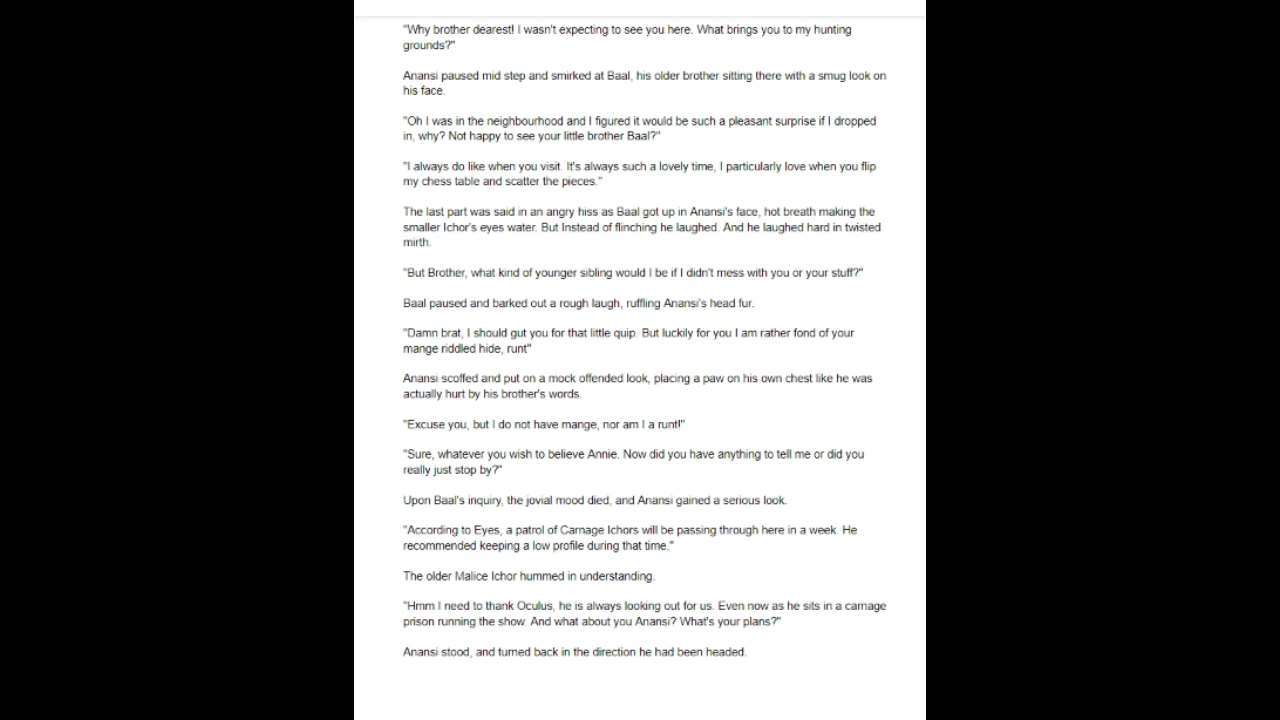 "Why brother dearest! I wasn't expecting to see you here. What brings you to my hunting
grounds?"
Anansi paused mid step and smirked at Baal, his older brother sitting there with a smug look on
his face.
"Oh I was in the neighbourhood and I figured it would be such a pleasant surprise if I dropped
in, why? Not happy to see your little brother Baal?"
"I always do like when you visit. It's always such a lovely time, I particularly love when you flip
my chess table and scatter the pieces."
The last part was said in an angry hiss as Baal got up in Anansi's face, hot breath making the
smaller Ichor's eyes water. But Instead of flinching he laughed. And he laughed hard in twisted
mirth.
"But Brother, what kind of younger sibling would I be if I didn't mess with you or your stuff?"
Baal paused and barked out a rough laugh, ruffling Anansi's head fur.
"Damn brat, I should gut you for that little quip. But luckily for you I am rather fond of your
mange riddled hide, runt"
Anansi scoffed and put on a mock offended look, placing a paw on his own chest like he was
actually hurt by his brother's words.
"Excuse you, but I do not have mange, nor am I a runt!"
"Sure, whatever you wish to believe Annie. Now did you have anything to tell me or did you
really just stop by?"
Upon Baal's inquiry, the jovial mood died, and Anansi gained a serious look.
"According to Eyes, a patrol of Carnage Ichors will be passing through here in a week. He
recommended keeping a low profile during that time."
The older Malice Ichor hummed in understanding.
"Hmm I need to thank Oculus, he is always looking out for us. Even now as he sits in a carnage
prison running the show. And what about you Anansi? What's your plans?"
Anansi stood, and turned back in the direction he had been headed.